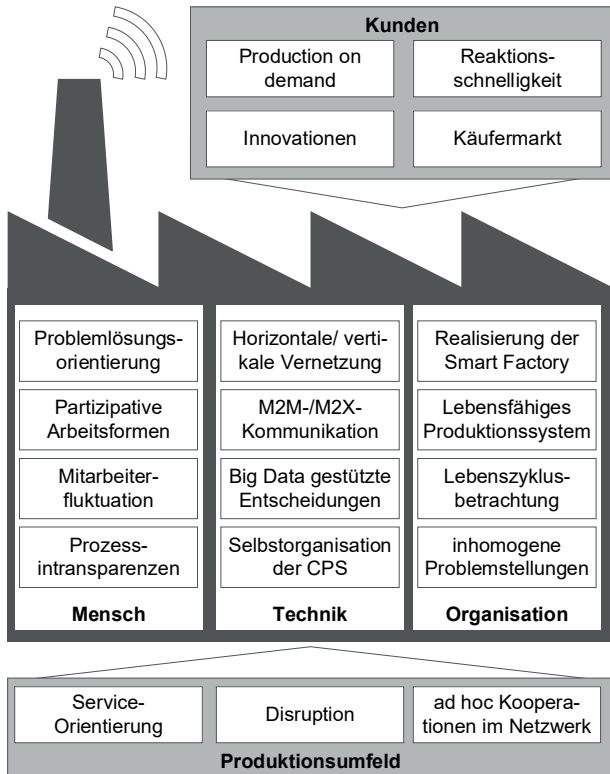 Kunden
Production on
demand
Reaktions-
schnelligkeit
Innovationen
Käufermarkt
Problemlösungs-
orientierung
Partizipative
Arbeitsformen
Mitarbeiter-
fluktuation
Prozess-
intransparenzen
Mensch
Horizontale/ verti-
kale Vernetzung
M2M-/M2X-
Kommunikation
Big Data gestützte
Entscheidungen
Selbstorganisation
der CPS
Technik
Realisierung der
Smart Factory
Lebensfähiges
Produktionssystem
Lebenszyklus-
betrachtung
inhomogene
Problemstellungen
Organisation
Service-
Orientierung
Disruption
ad hoc Koopera-
tionen im Netzwerk
Produktionsumfeld